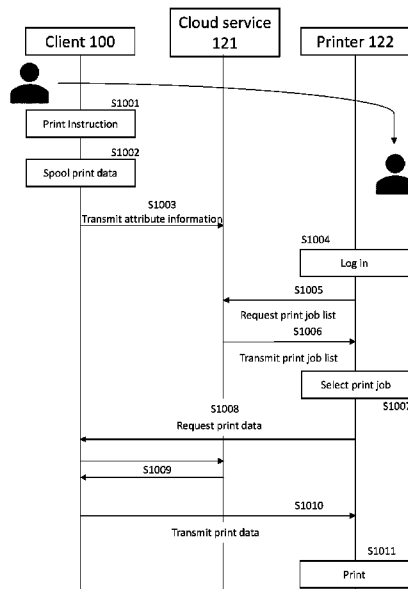 Client 100
Cloud service
121
Printer 122
S1001
Print Instruction
S1002
Spool print data
S1003
Transmit attribute information
S1004
Log in
S1005
Request print job list
S1006
Transmit print job list
Select print job
S1007
S1008
Request print data
S1009
S1010
Transmit print data
S1011
Print